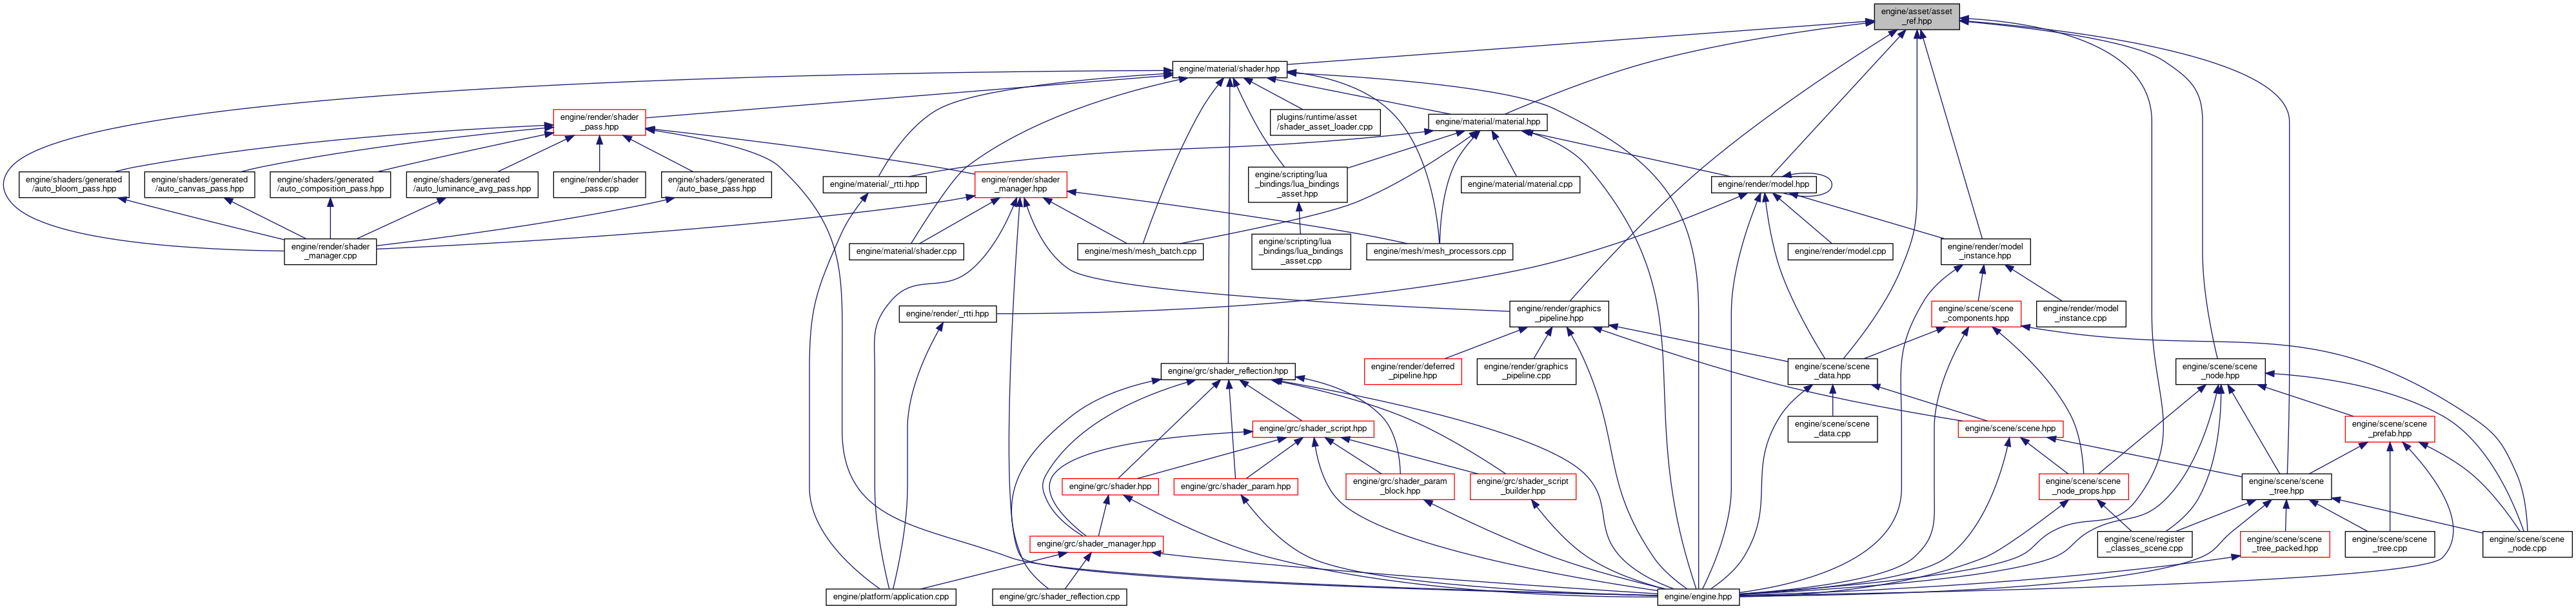 engine/asset/asset
_ref.hpp
engine/material/shader.hpp
engine/render/shader
_pass.hpp
plugins/runtime/asset
/shader_asset_loader.cpp
engine/material/material.hpp
engine/shaders/generated
/auto_bloom_pass.hpp
engine/shaders/generated
/auto_canvas_pass.hpp
engine/shaders/generated
/auto_composition_pass.hpp
engine/shaders/generated
/auto_luminance_avg_pass.hpp
engine/render/shader
_pass.cpp
engine/shaders/generated
/auto_base_pass.hpp
engine/material/_rtti.hpp
engine/render/shader
_manager.hpp
engine/scripting/lua
_bindings/lua_bindings
_asset.hpp
engine/material/material.cpp
engine/render/model.hpp
engine/render/shader
_manager.cpp
engine/material/shader.cpp
engine/mesh/mesh_batch.cpp
engine/scripting/lua
_bindings/lua_bindings
_asset.cpp
engine/mesh/mesh_processors.cpp
engine/render/model.cpp
engine/render/model
_instance.hpp
engine/render/_rtti.hpp
engine/render/graphics
_pipeline.hpp
engine/scene/scene
_components.hpp
engine/render/model
_instance.cpp
engine/grc/shader_reflection.hpp
engine/render/deferred
_pipeline.hpp
engine/render/graphics
_pipeline.cpp
engine/scene/scene
_data.hpp
engine/scene/scene
_node.hpp
engine/grc/shader_script.hpp
engine/scene/scene
_data.cpp
engine/scene/scene.hpp
engine/scene/scene
_prefab.hpp
engine/grc/shader.hpp
engine/grc/shader_param.hpp
engine/grc/shader_param
_block.hpp
engine/grc/shader_script
_builder.hpp
engine/scene/scene
_node_props.hpp
engine/scene/scene
_tree.hpp
engine/grc/shader_manager.hpp
engine/scene/register
_classes_scene.cpp
engine/scene/scene
_tree_packed.hpp
engine/scene/scene
_tree.cpp
engine/scene/scene
_node.cpp
engine/platform/application.cpp
engine/grc/shader_reflection.cpp
engine/engine.hpp